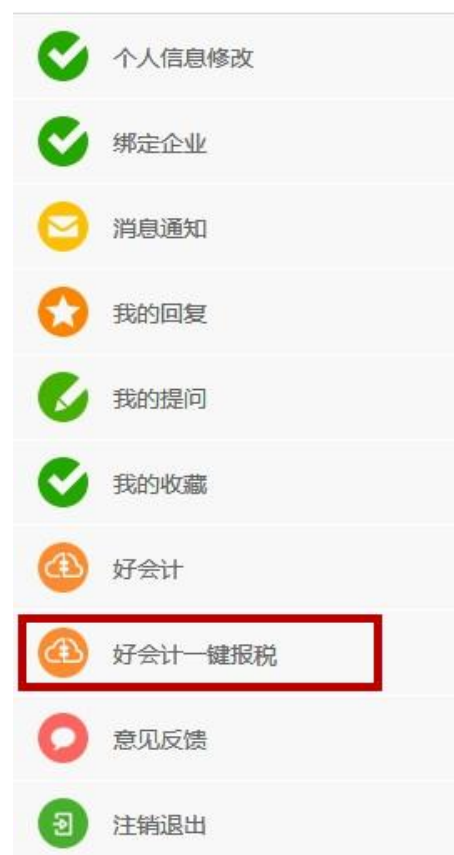 个人信息修改
绑定企业
消息通知
我的回复
我的提问
我的收藏
好会计
好会计一键报税
意见反馈
注销退出